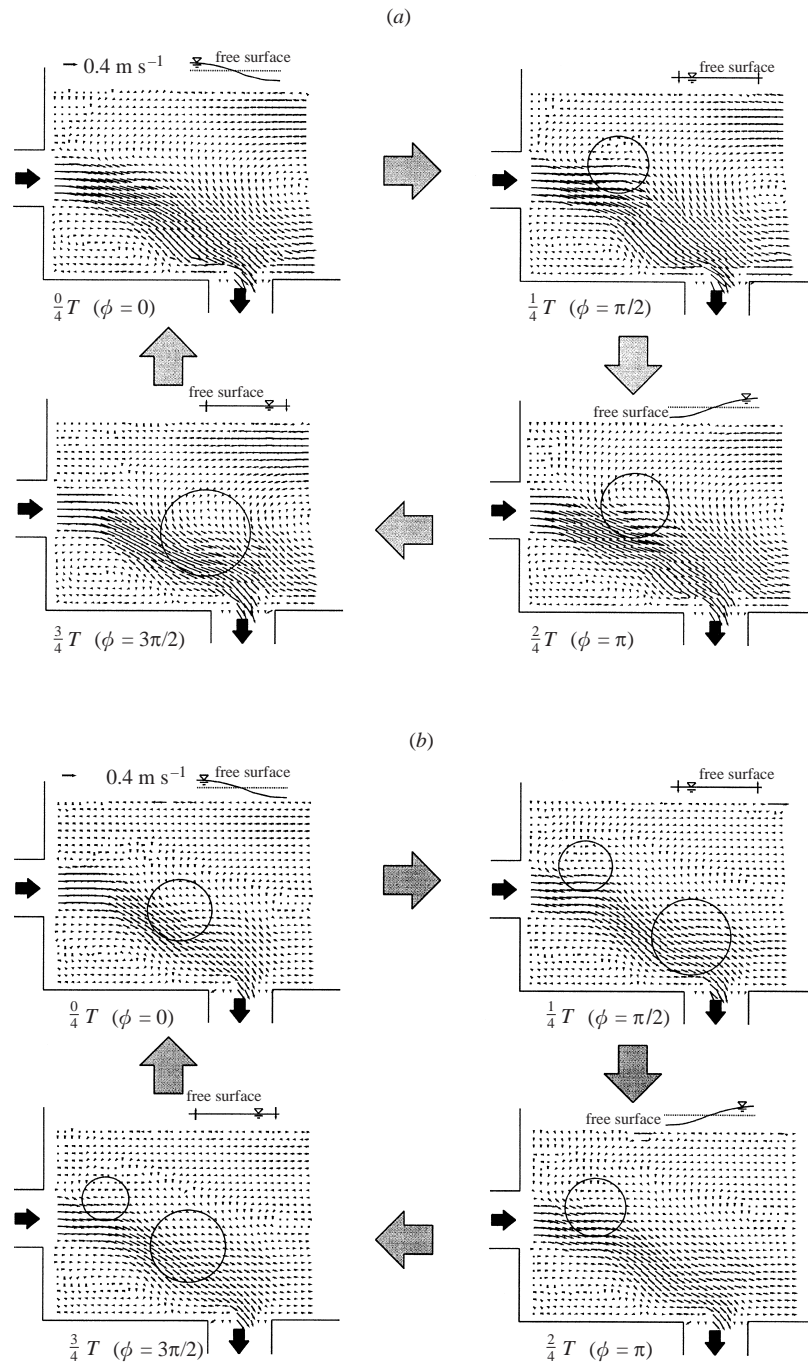 (a)
0.4 m s⁻¹
free surface
free surface
0/4 T (ϕ = 0)
1/4 T (ϕ = π/2)
free surface
free surface
3/4 T (ϕ = 3π/2)
2/4 T (ϕ = π)
(b)
0.4 m s⁻¹
free surface
free surface
0/4 T (ϕ = 0)
1/4 T (ϕ = π/2)
free surface
free surface
3/4 T (ϕ = 3π/2)
2/4 T (ϕ = π)